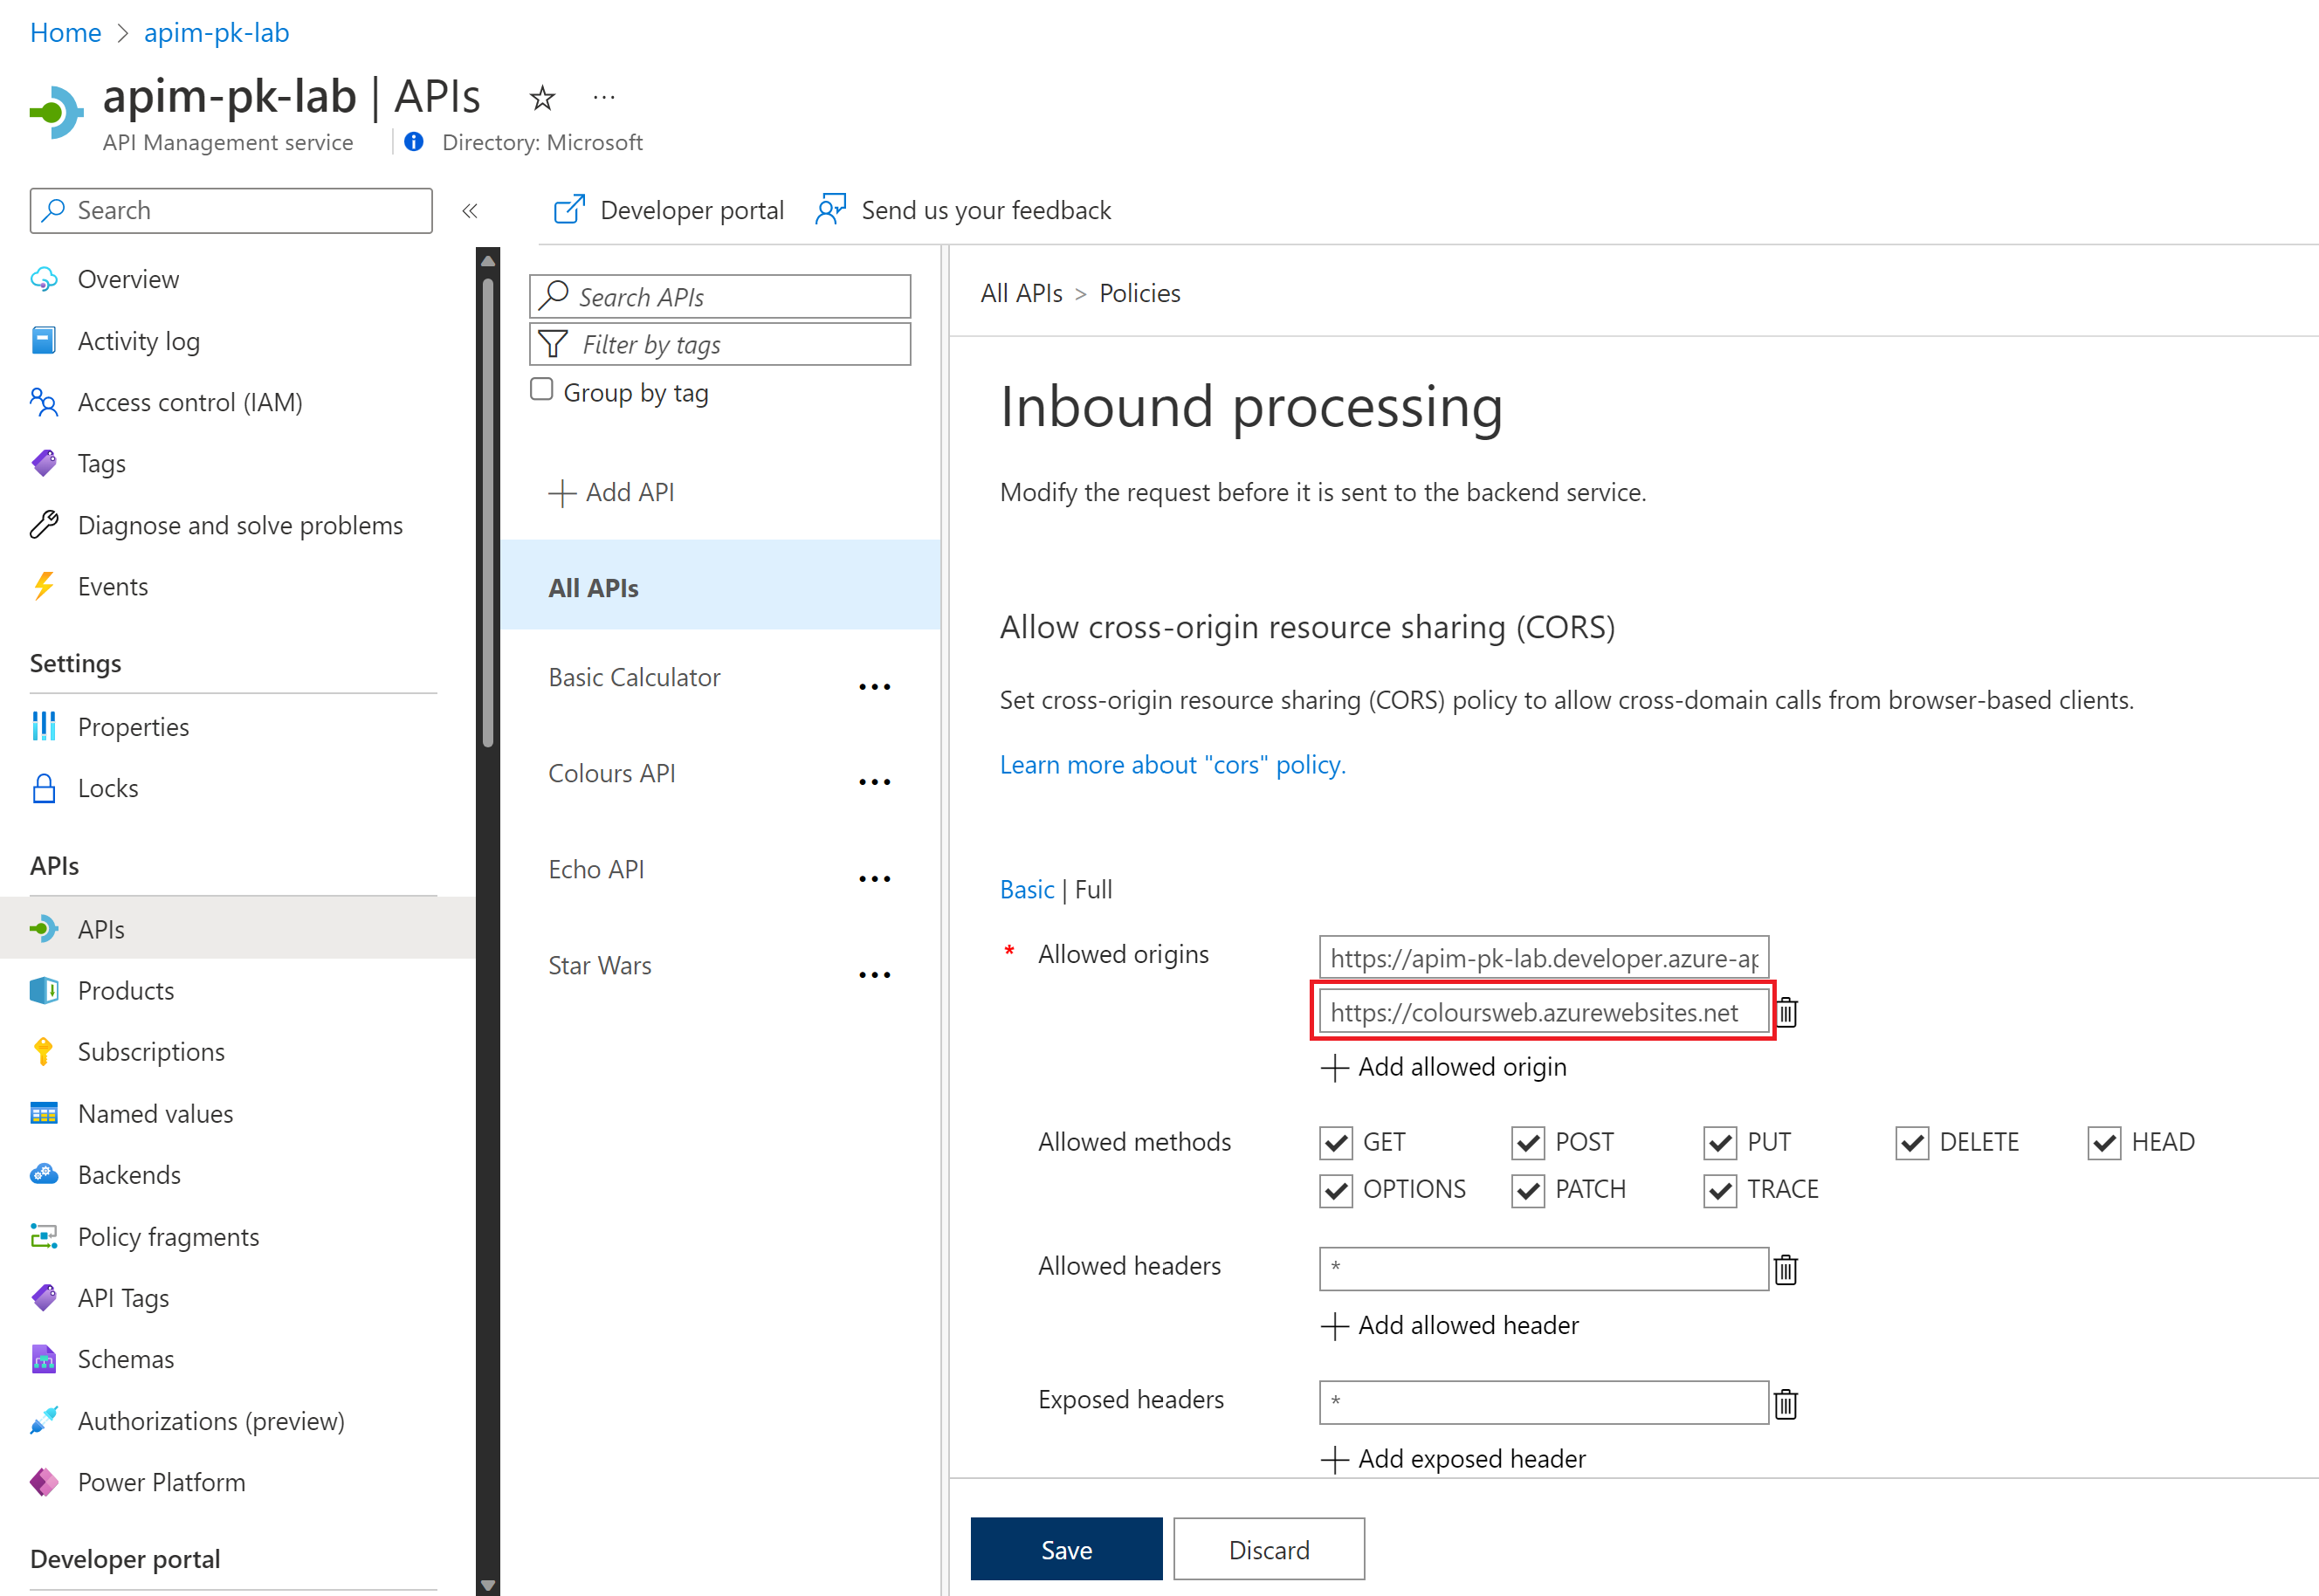 Home > apim-pk-lab
apim-pk-lab | APIs ...
API Management service
Directory: Microsoft
Search
«
Overview
Activity log
Access control (IAM)
Tags
Diagnose and solve problems
Events
Settings
Properties
Locks
APIs
APIs
Products
Subscriptions
Named values
Backends
Policy fragments
API Tags
Schemas
Authorizations (preview)
Power Platform
Developer portal
Developer portal
Send us your feedback
Search APIs
Filter by tags
Group by tag
+ Add API
All APIs
Basic Calculator ...
Colours API ...
Echo API ...
Star Wars ...
All APIs > Policies
Inbound processing
Modify the request before it is sent to the backend service.
Allow cross-origin resource sharing (CORS)
Set cross-origin resource sharing (CORS) policy to allow cross-domain calls from browser-based clients.
Learn more about "cors" policy.
Basic | Full
* Allowed origins
https://apim-pk-lab.developer.azure-ap
https://coloursweb.azurewebsites.net
+ Add allowed origin
Allowed methods
GET POST PUT DELETE HEAD
OPTIONS PATCH TRACE
Allowed headers
*
+ Add allowed header
Exposed headers
*
+ Add exposed header
Save Discard